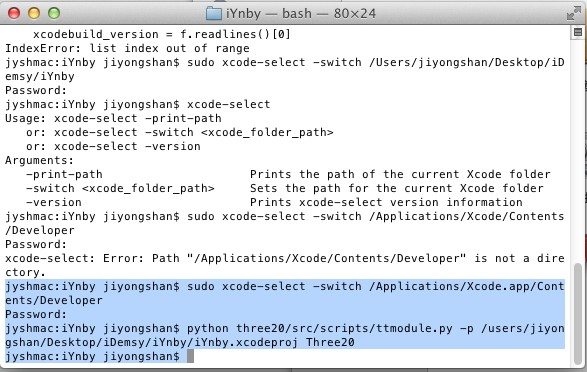 iYnby — bash — 80×24
    xcodebuild_version = f.readlines()[0]
IndexError: list index out of range
jyshmac:iYnby jiyongshan$ sudo xcode-select -switch /Users/jiyongshan/Desktop/iD
emsy/iYnby
Password:
jyshmac:iYnby jiyongshan$ xcode-select
Usage: xcode-select -print-path
   or: xcode-select -switch <xcode_folder_path>
   or: xcode-select -version
Arguments:
   -print-path                     Prints the path of the current Xcode folder
   -switch <xcode_folder_path>     Sets the path for the current Xcode folder
   -version                        Prints xcode-select version information
jyshmac:iYnby jiyongshan$ sudo xcode-select -switch /Applications/Xcode/Contents
/Developer
Password:
xcode-select: Error: Path "/Applications/Xcode/Contents/Developer" is not a dire
ctory.
jyshmac:iYnby jiyongshan$ sudo xcode-select -switch /Applications/Xcode.app/Cont
ents/Developer
Password:
jyshmac:iYnby jiyongshan$ python three20/src/scripts/ttmodule.py -p /users/jiyon
gshan/Desktop/iDemsy/iYnby/iYnby.xcodeproj Three20
jyshmac:iYnby jiyongshan$